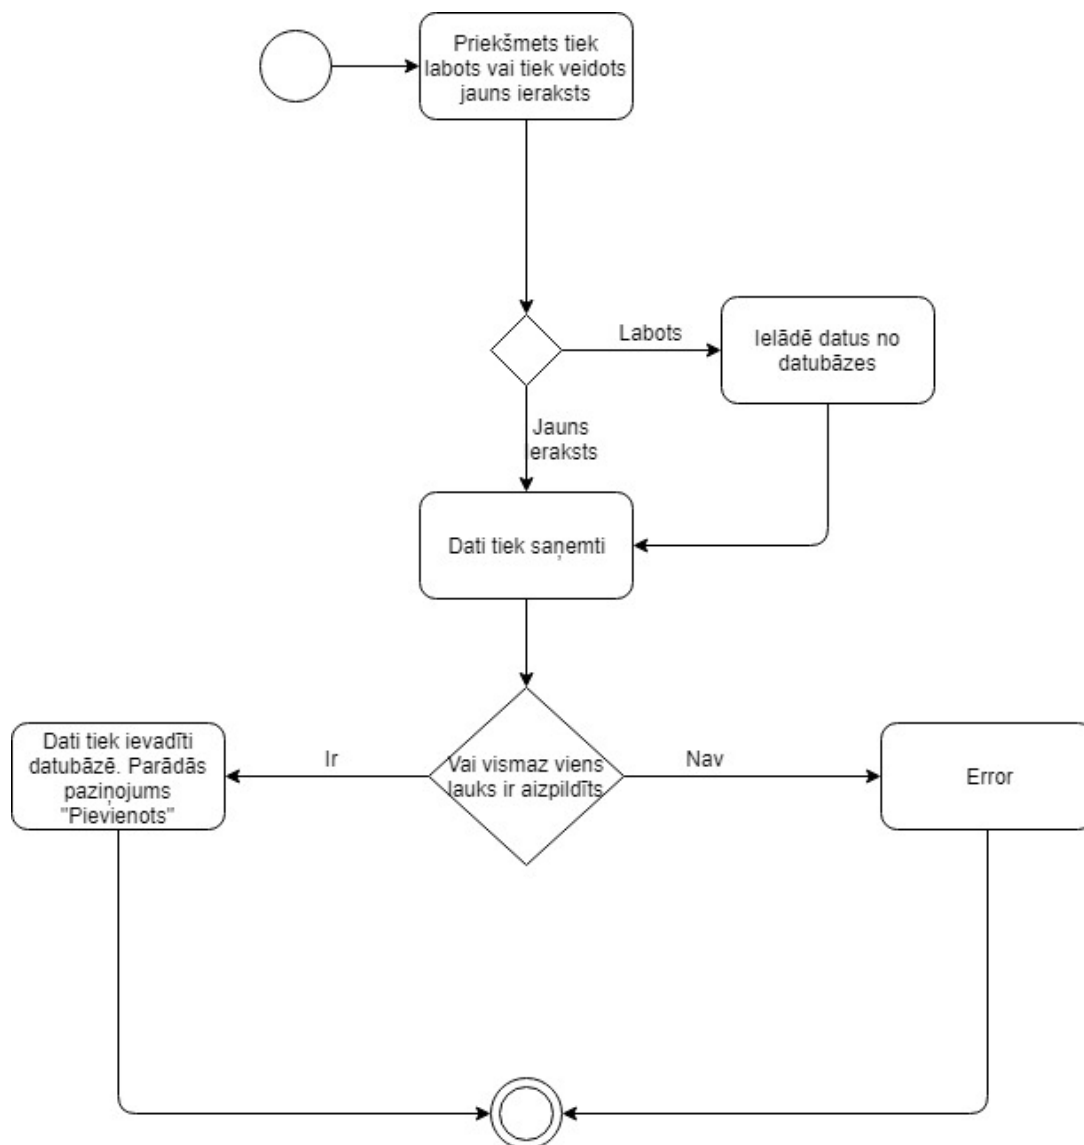 Priekšmets tiek
labots vai tiek veidots
jauns ieraksts
Labots
Ielādē datus no
datubāzes
Jauns
Ieraksts
Dati tiek saņemti
Dati tiek ievadīti
datubāzē. Parādās
paziņojums
"Pievienots"
Ir
Vai vismaz viens
lauks ir aizpildīts
Nav
Error